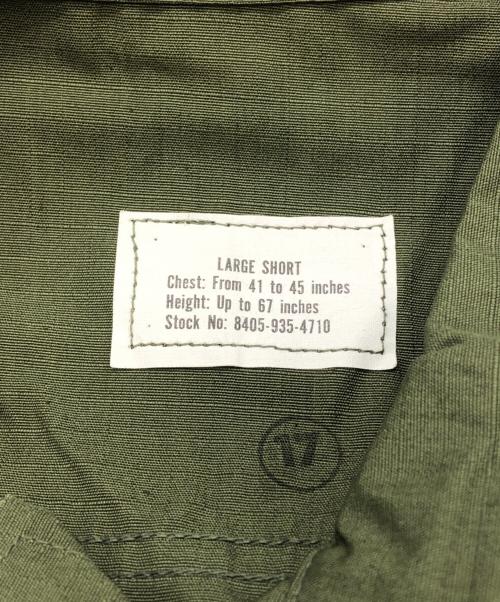 LARGE SHORT
Chest: From 41 to 45 inches
Height: Up to 67 inches
Stock No: 8405-935-4710
17